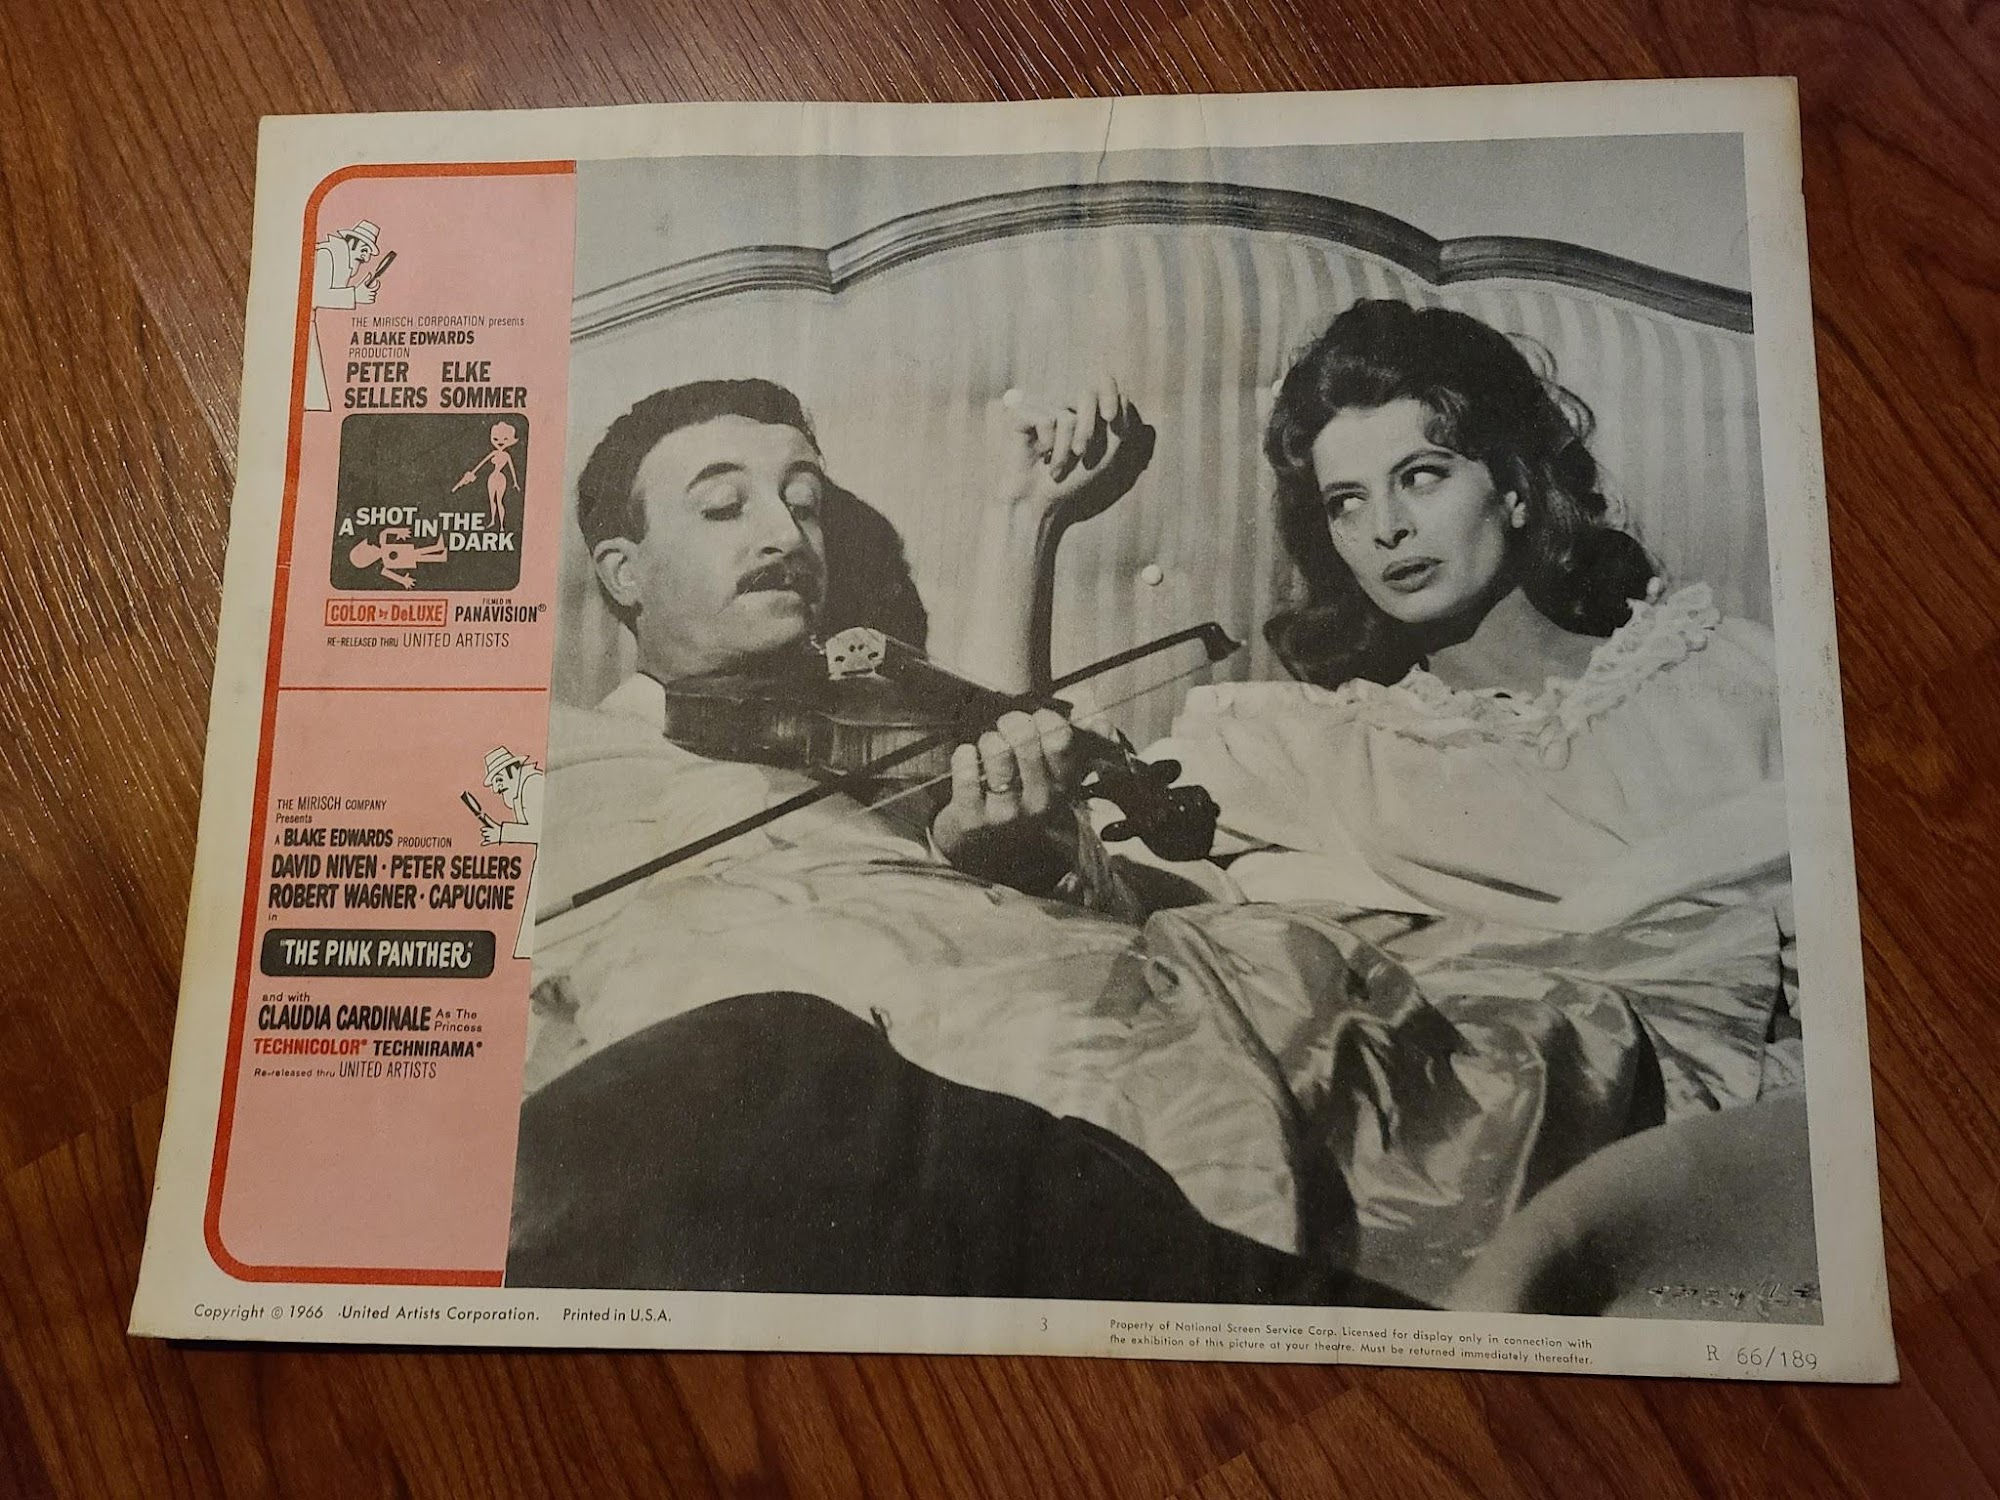 THE MIRISCH CORPORATION presents
A BLAKE EDWARDS
PRODUCTION
PETER ELKE
SELLERS SOMMER
A SHOT IN THE
DARK
COLOR by DeLUXE FILMED IN PANAVISION®
RE-RELEASED THRU UNITED ARTISTS
THE MIRISCH COMPANY
Presents
A BLAKE EDWARDS PRODUCTION
DAVID NIVEN · PETER SELLERS
ROBERT WAGNER · CAPUCINE
in
"THE PINK PANTHER"
and with
CLAUDIA CARDINALE As The Princess
TECHNICOLOR® TECHNIRAMA®
Re-released thru UNITED ARTISTS
Copyright © 1966 United Artists Corporation. Printed in U.S.A.
3
Property of National Screen Service Corp. Licensed for display only in connection with
the exhibition of this picture at your theatre. Must be returned immediately thereafter.
R 66/189